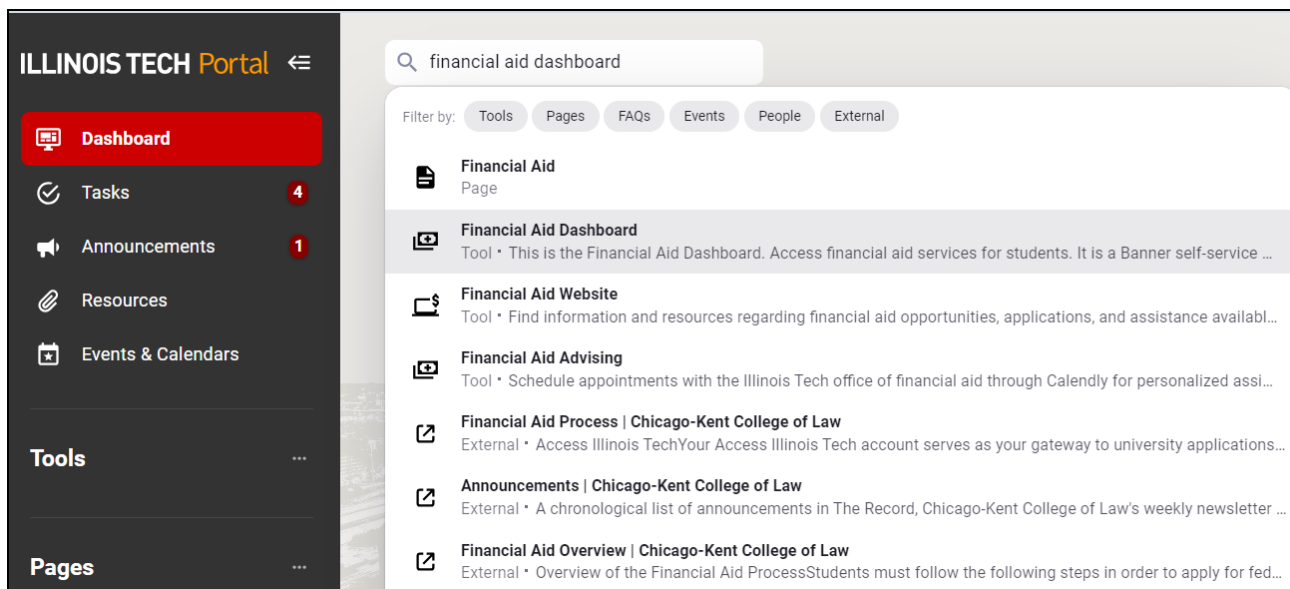 ILLINOIS TECH Portal
Dashboard
Tasks
4
Announcements
1
Resources
Events & Calendars
Tools
...
Pages
...
financial aid dashboard
Filter by: Tools Pages FAQs Events People External
Financial Aid
Page
Financial Aid Dashboard
Tool • This is the Financial Aid Dashboard. Access financial aid services for students. It is a Banner self-service ...
Financial Aid Website
Tool • Find information and resources regarding financial aid opportunities, applications, and assistance availabl...
Financial Aid Advising
Tool • Schedule appointments with the Illinois Tech office of financial aid through Calendly for personalized assi...
Financial Aid Process | Chicago-Kent College of Law
External • Access Illinois TechYour Access Illinois Tech account serves as your gateway to university applications...
Announcements | Chicago-Kent College of Law
External • A chronological list of announcements in The Record, Chicago-Kent College of Law's weekly newsletter ...
Financial Aid Overview | Chicago-Kent College of Law
External • Overview of the Financial Aid ProcessStudents must follow the following steps in order to apply for fed...